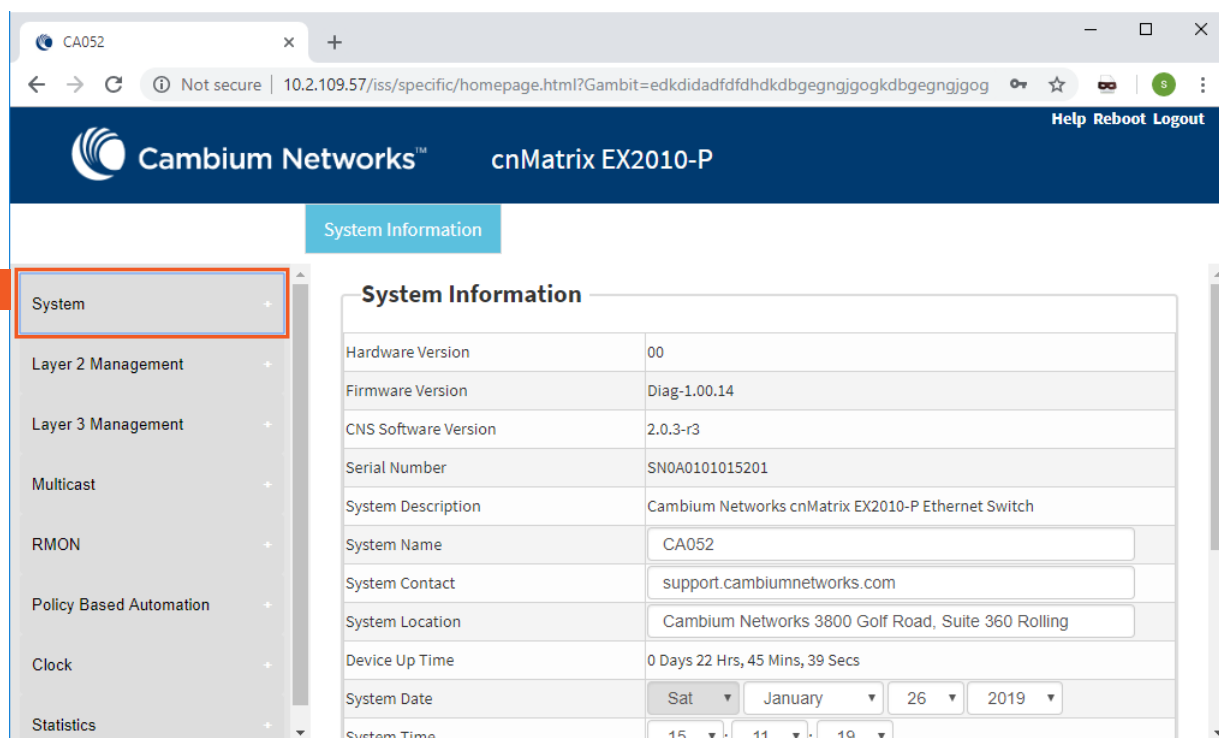 CA052
Not secure | 10.2.109.57/iss/specific/homepage.html?Gambit=edkdidadfdfdhdkdbgegngjgogkdbgegngjgog
S
Help Reboot Logout
Cambium Networks™ cnMatrix EX2010-P
System Information
System
Layer 2 Management
Layer 3 Management
Multicast
RMON
Policy Based Automation
Clock
Statistics
System Information
Hardware Version 00
Firmware Version Diag-1.00.14
CNS Software Version 2.0.3-r3
Serial Number SN0A0101015201
System Description Cambium Networks cnMatrix EX2010-P Ethernet Switch
System Name CA052
System Contact support.cambiumnetworks.com
System Location Cambium Networks 3800 Golf Road, Suite 360 Rolling
Device Up Time 0 Days 22 Hrs, 45 Mins, 39 Secs
System Date Sat January 26 2019
System Time 15 : 11 : 19